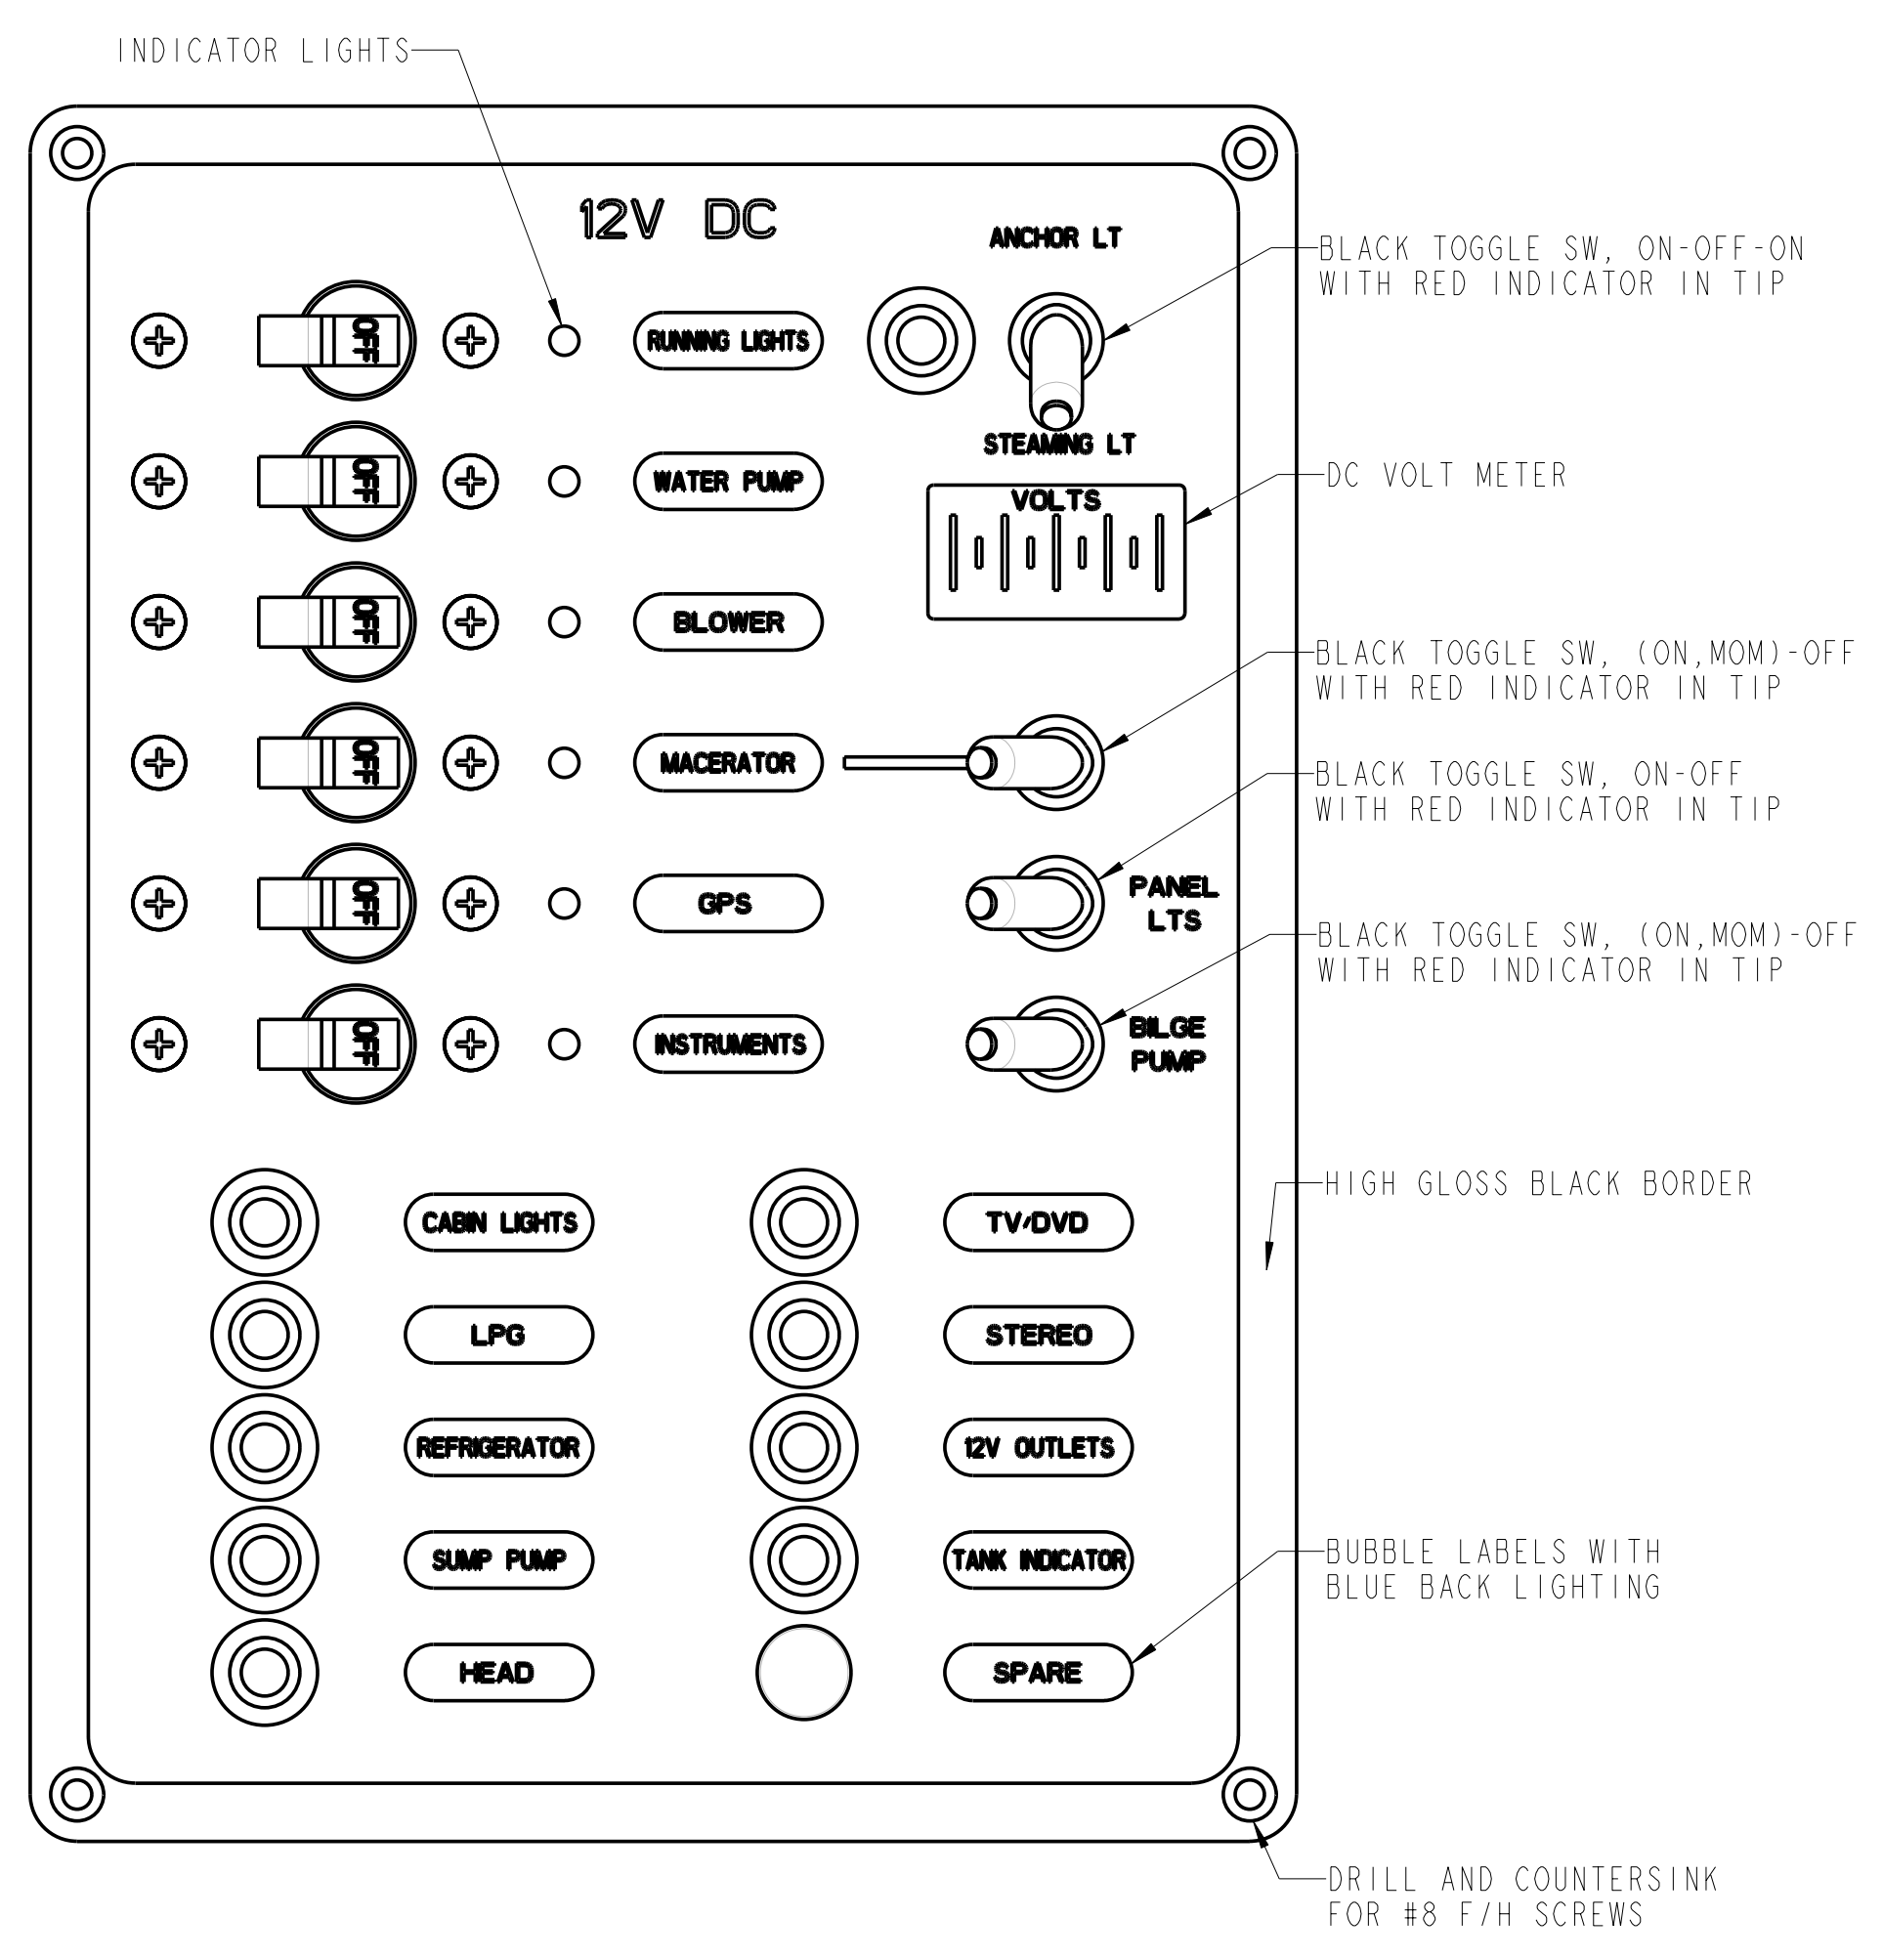 INDICATOR LIGHTS
12V DC
ANCHOR LT
BLACK TOGGLE SW, ON-OFF-ON
WITH RED INDICATOR IN TIP
OFF
RUNNING LIGHTS
STEAMING LT
DC VOLT METER
OFF
WATER PUMP
VOLTS
OFF
BLOWER
BLACK TOGGLE SW, (ON,MOM)-OFF
WITH RED INDICATOR IN TIP
OFF
MACERATOR
BLACK TOGGLE SW, ON-OFF
WITH RED INDICATOR IN TIP
OFF
GPS
PANEL
LTS
BLACK TOGGLE SW, (ON,MOM)-OFF
WITH RED INDICATOR IN TIP
OFF
INSTRUMENTS
BILGE
PUMP
HIGH GLOSS BLACK BORDER
CABIN LIGHTS
TV/DVD
LPG
STEREO
REFRIGERATOR
12V OUTLETS
SUMP PUMP
TANK INDICATOR
BUBBLE LABELS WITH
BLUE BACK LIGHTING
HEAD
SPARE
DRILL AND COUNTERSINK
FOR #8 F/H SCREWS